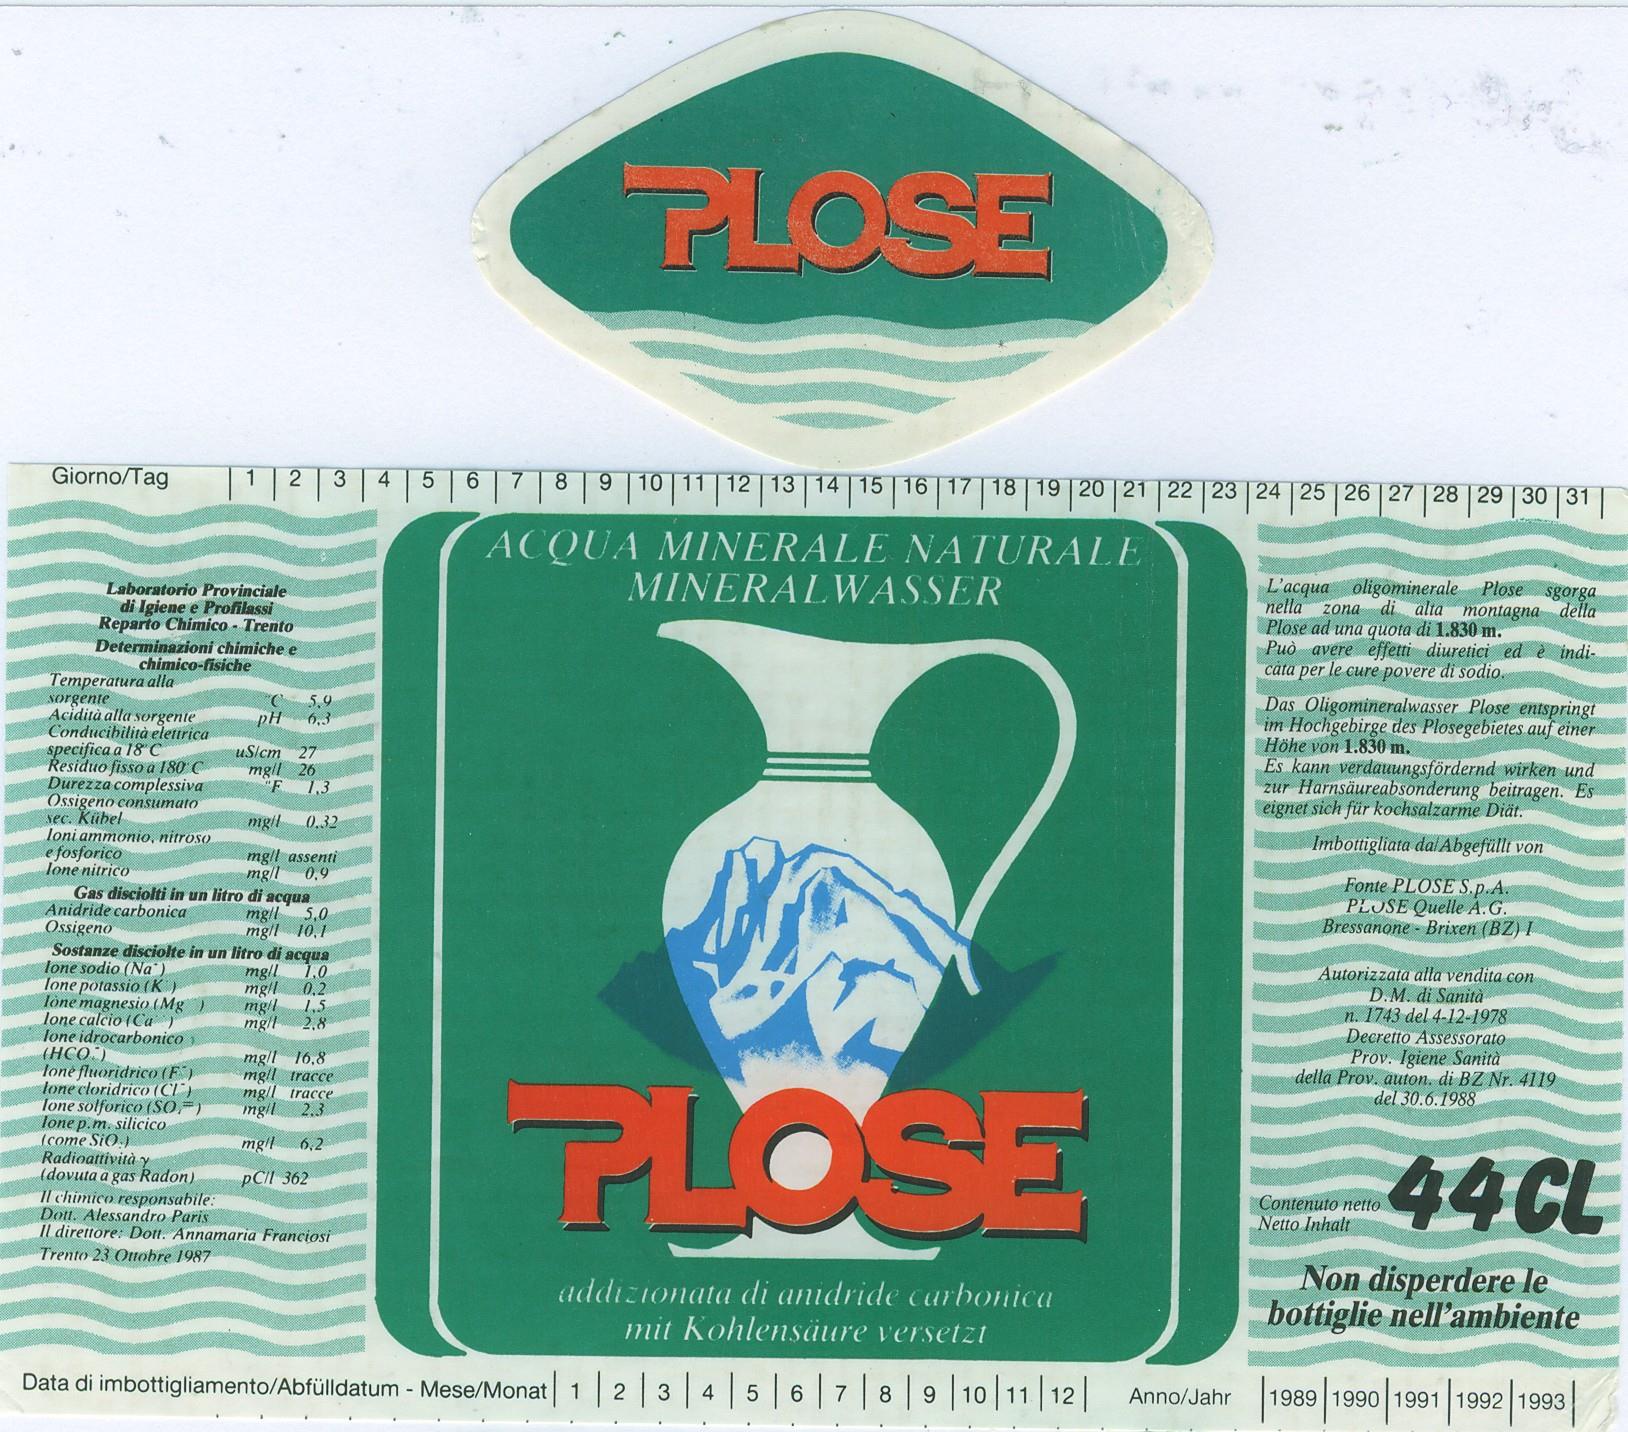 PLOSE
Giorno/Tag 1 2 3 4 5 6 7 8 9 10 11 12 13 14 15 16 17 18 19 20 21 22 23 24 25 26 27 28 29 30 31
Laboratorio Provinciale
di Igiene e Profilassi
Reparto Chimico - Trento
Determinazioni chimiche e
chimico-fisiche
Temperatura alla
sorgente °C 5,9
Acidità alla sorgente pH 6,3
Conducibilità elettrica
specifica a 18°C uS/cm 27
Residuo fisso a 180°C mg/l 26
Durezza complessiva °F 1,3
Ossigeno consumato
sec. Kübel mg/l 0,32
Ioni ammonio, nitroso
e fosforico mg/l assenti
Ione nitrico mg/l 0,9
Gas disciolti in un litro di acqua
Anidride carbonica mg/l 5,0
Ossigeno mg/l 10,1
Sostanze disciolte in un litro di acqua
Ione sodio (Na+) mg/l 1,0
Ione potassio (K+) mg/l 0,2
Ione magnesio (Mg ) mg/l 1,5
Ione calcio (Ca ) mg/l 2,8
Ione idrocarbonico
(HCO3-) mg/l 16,8
Ione fluoridrico (F-) mg/l tracce
Ione cloridrico (Cl-) mg/l tracce
Ione solforico (SO4=) mg/l 2,3
Ione p.m. silicico
(come SiO2) mg/l 6,2
Radioattività γ
(dovuta a gas Radon) pC/l 362
Il chimico responsabile:
Dott. Alessandro Paris
Il direttore: Dott. Annamaria Franciosi
Trento 23 Ottobre 1987
ACQUA MINERALE NATURALE
MINERALWASSER
PLOSE
addizionata di anidride carbonica
mit Kohlensäure versetzt
L'acqua oligominerale Plose sgorga
nella zona di alta montagna della
Plose ad una quota di 1.830 m.
Può avere effetti diuretici ed è indi-
cata per le cure povere di sodio.
Das Oligomineralwasser Plose entspringt
im Hochgebirge des Plosegebietes auf einer
Höhe von 1.830 m.
Es kann verdauungsfördernd wirken und
zur Harnsäureabsonderung beitragen. Es
eignet sich für kochsalzarme Diät.
Imbottigliata da/Abgefüllt von
Fonte PLOSE S.p.A.
PLOSE Quelle A.G.
Bressanone - Brixen (BZ) I
Autorizzata alla vendita con
D.M. di Sanità
n. 1743 del 4-12-1978
Decretto Assessorato
Prov. Igiene Sanità
della Prov. auton. di BZ Nr. 4119
del 30.6.1988
Contenuto netto
Netto Inhalt
44CL
Non disperdere le
bottiglie nell'ambiente
Data di imbottigliamento/Abfülldatum - Mese/Monat 1 2 3 4 5 6 7 8 9 10 11 12 Anno/Jahr 1989 1990 1991 1992 1993